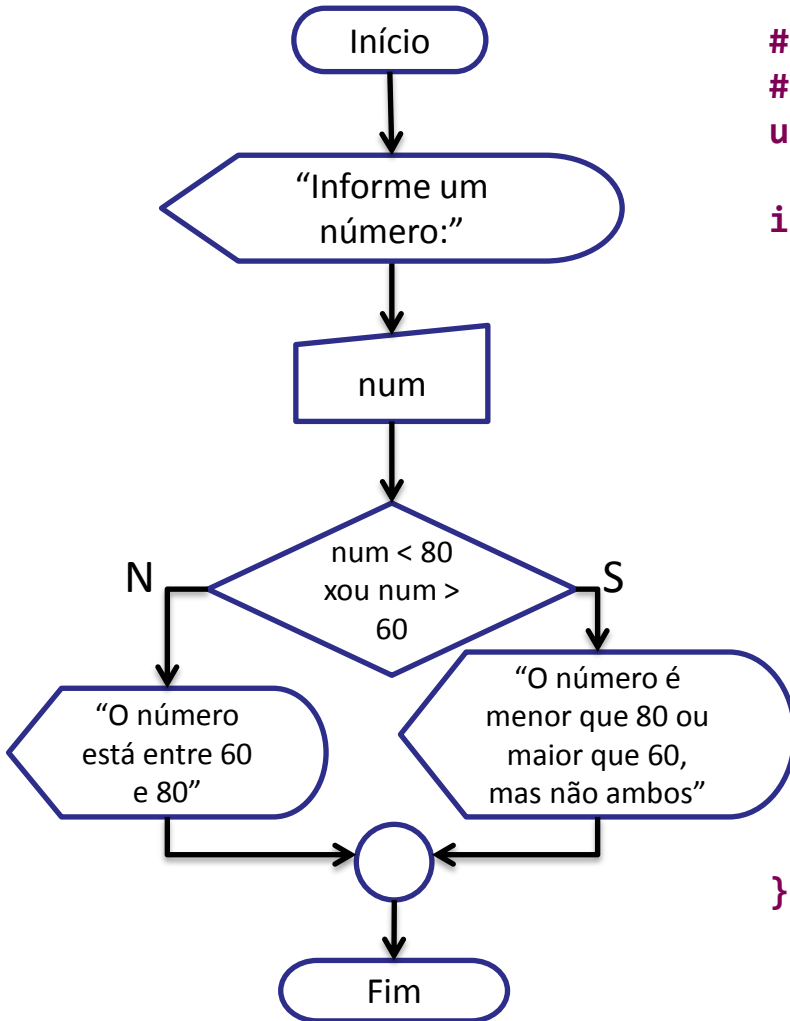 Início
“Informe um
número:”
num
num < 80
xou num >
60
N
S
“O número
está entre 60
e 80”
“O número é
menor que 80 ou
maior que 60,
mas não ambos”
Fim
#
#
u
i
}